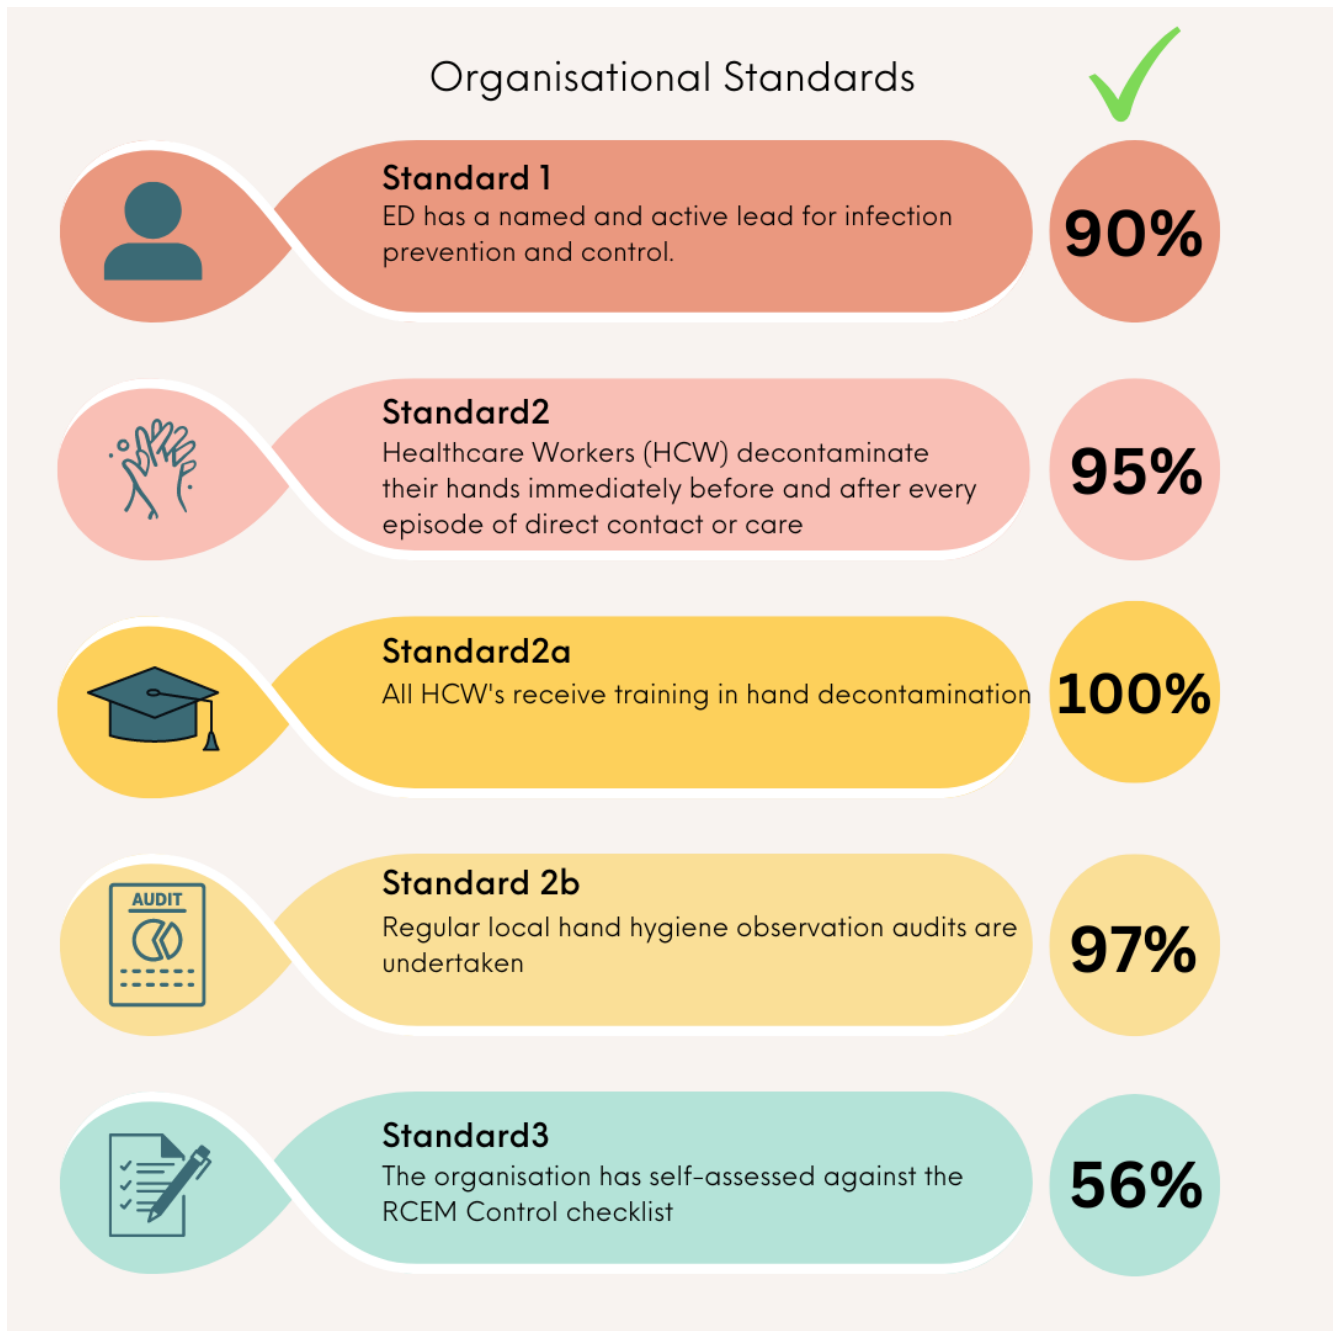 Organisational Standards
Standard 1
ED has a named and active lead for infection
prevention and control.
90%
Standard2
Healthcare Workers (HCW) decontaminate
their hands immediately before and after every
episode of direct contact or care
95%
Standard2a
All HCW's receive training in hand decontamination
100%
AUDIT
Standard 2b
Regular local hand hygiene observation audits are
undertaken
97%
Standard3
The organisation has self-assessed against the
RCEM Control checklist
56%